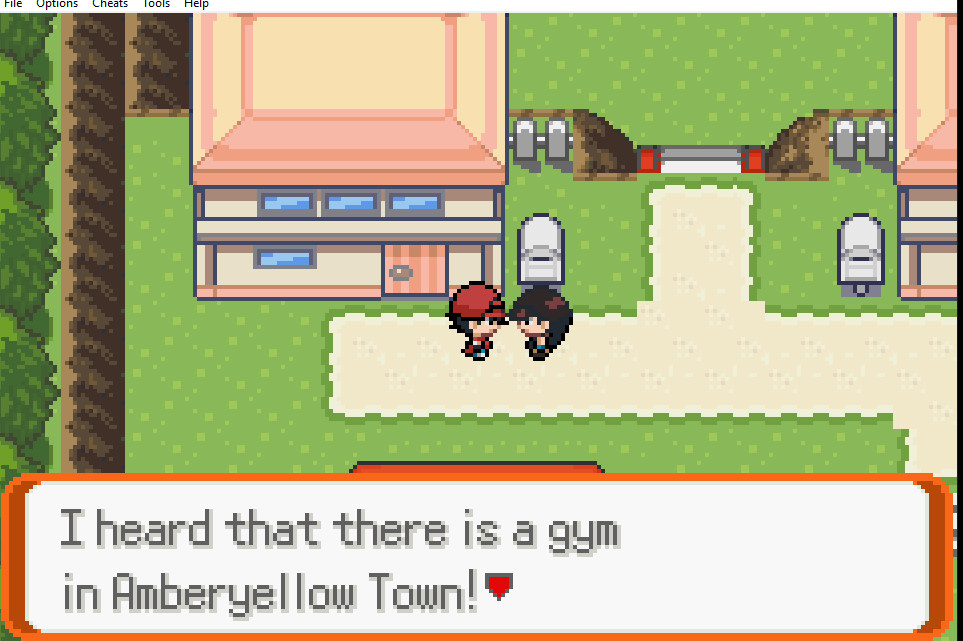 File Options Cheats Tools Help
I heard that there is a gym
in Amberyellow Town!